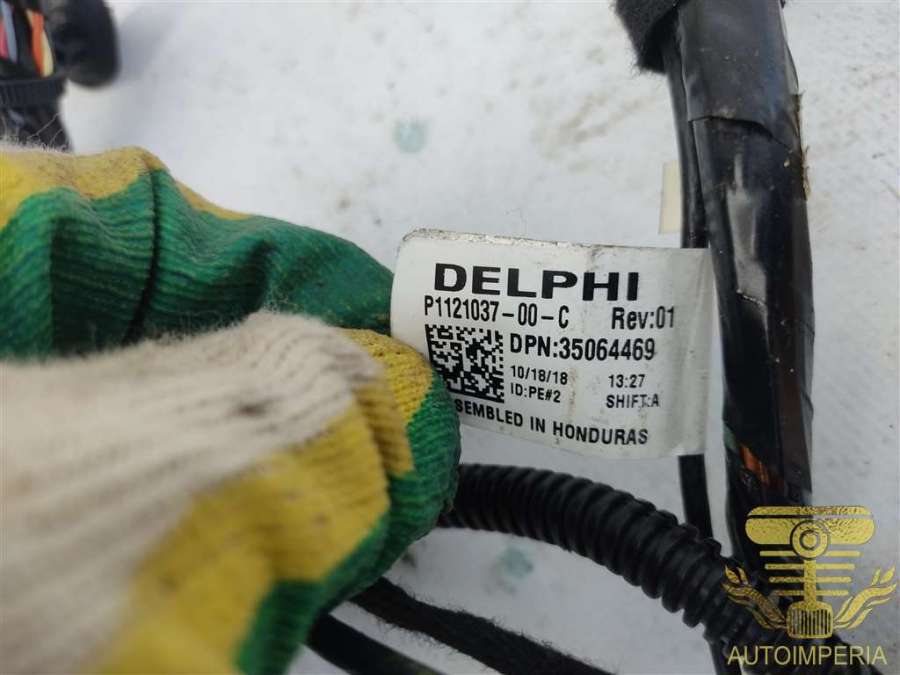 DELPHI
P1121037-00-C Rev:01
DPN:35064469
10/18/18 13:27
ID:PE#2 SHIFT:A
SEMBLED IN HONDURAS
AUTOIMPERIA